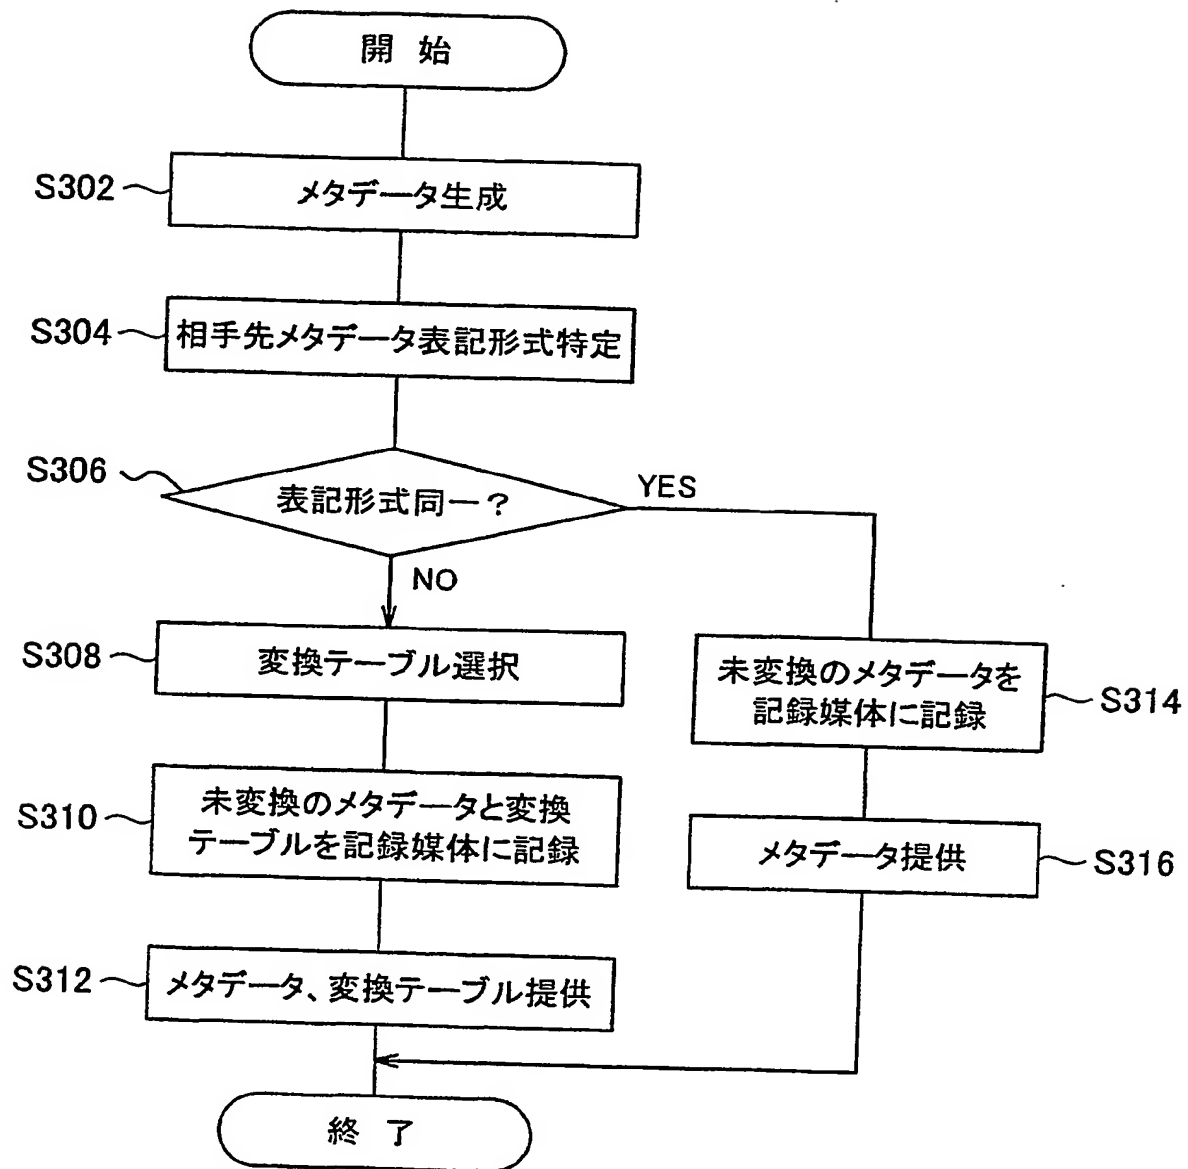 開 始
S302
メタデータ生成
S304
相手先メタデータ表記形式特定
S306
表記形式同一？
YES
NO
S308
変換テーブル選択
S310
未変換のメタデータと変換
テーブルを記録媒体に記録
S312
メタデータ、変換テーブル提供
未変換のメタデータを
記録媒体に記録
S314
メタデータ提供
S316
終 了